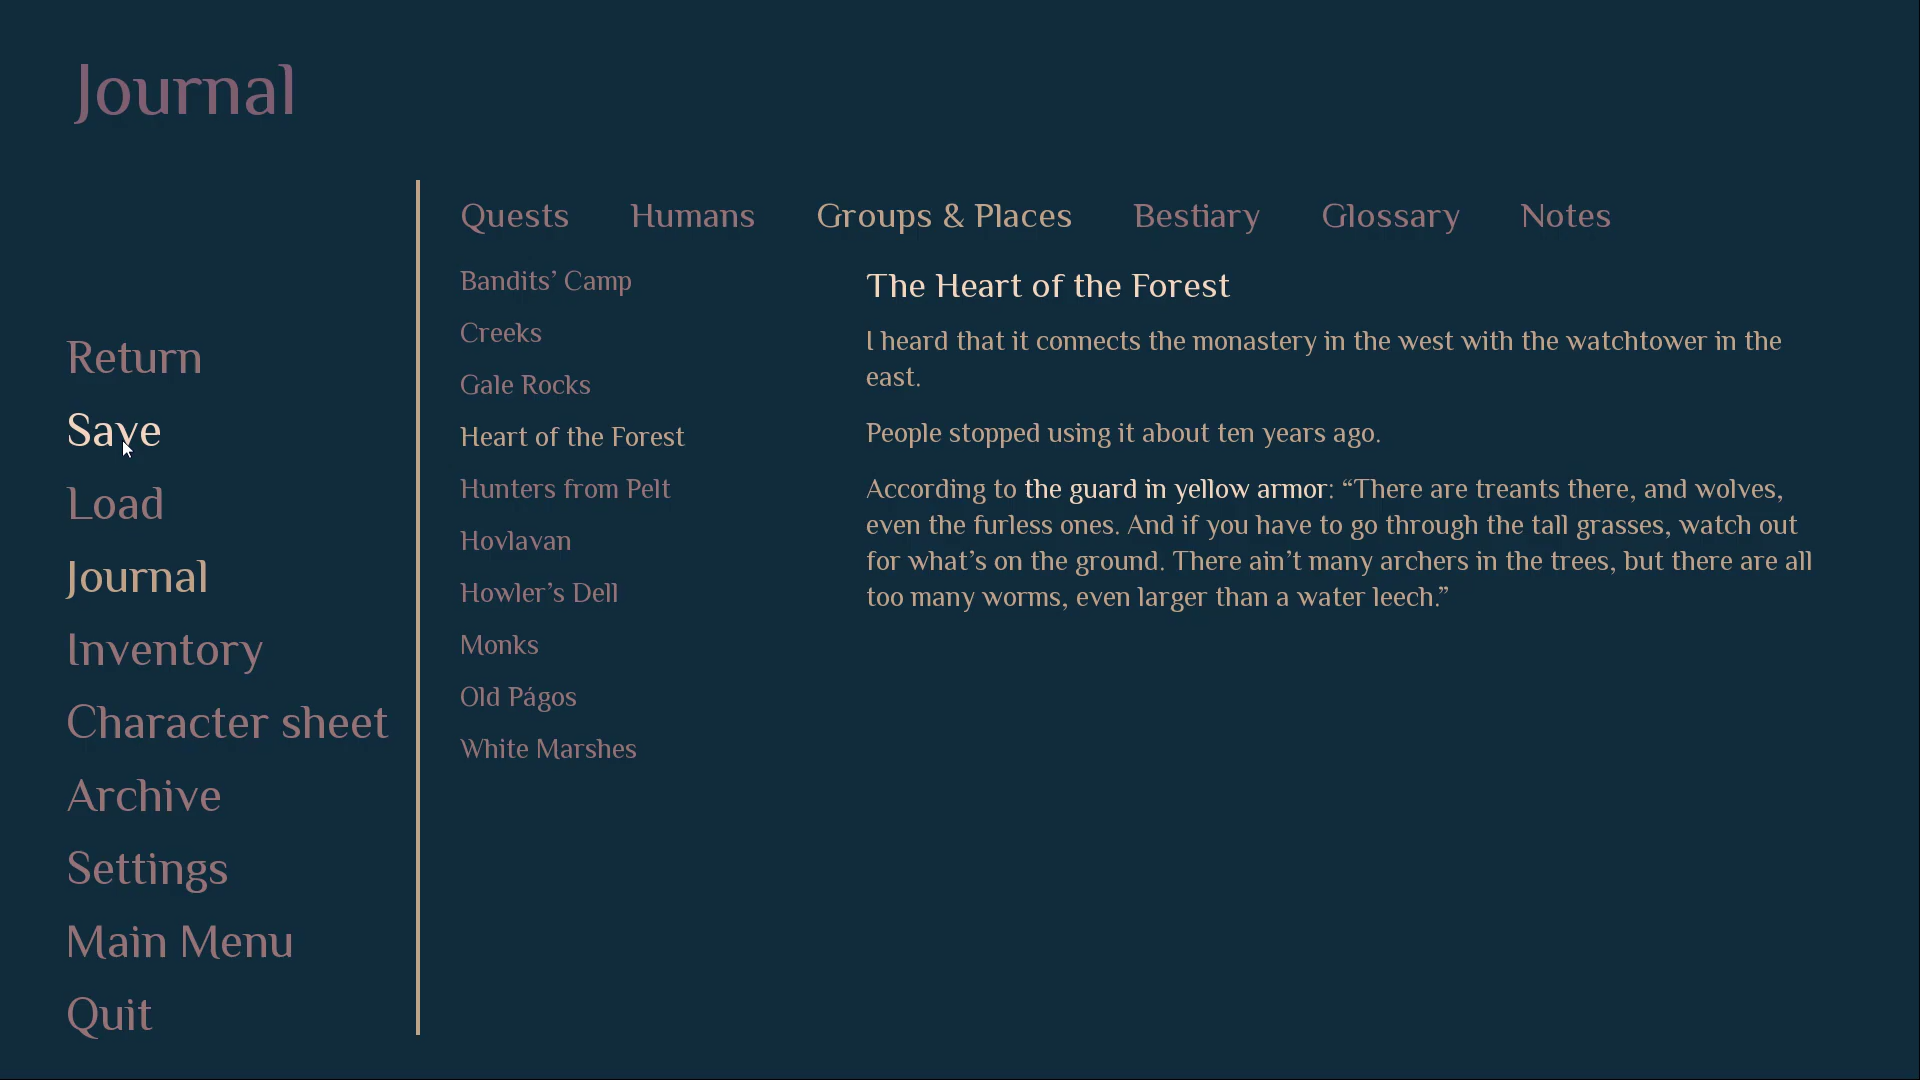 Journal
Return
Save
Load
Journal
Inventory
Character sheet
Archive
Settings
Main Menu
Quit
Quests Humans Groups & Places Bestiary Glossary Notes
Bandits’ Camp
Creeks
Gale Rocks
Heart of the Forest
Hunters from Pelt
Hovlavan
Howler’s Dell
Monks
Old Págos
White Marshes
The Heart of the Forest
I heard that it connects the monastery in the west with the watchtower in the
east.
People stopped using it about ten years ago.
According to the guard in yellow armor: “There are treants there, and wolves,
even the furless ones. And if you have to go through the tall grasses, watch out
for what’s on the ground. There ain’t many archers in the trees, but there are all
too many worms, even larger than a water leech.”